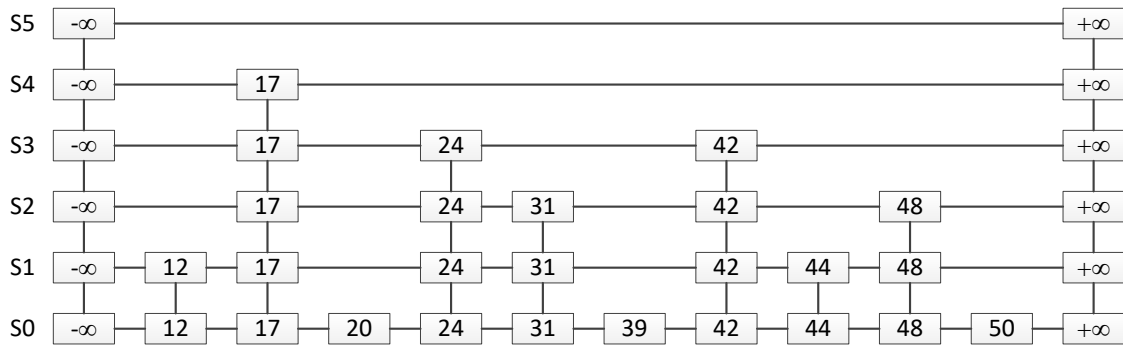 S5 -∞ +∞
S4 -∞ 17 +∞
S3 -∞ 17 24 42 +∞
S2 -∞ 17 24 31 42 48 +∞
S1 -∞ 12 17 24 31 42 44 48 +∞
S0 -∞ 12 17 20 24 31 39 42 44 48 50 +∞